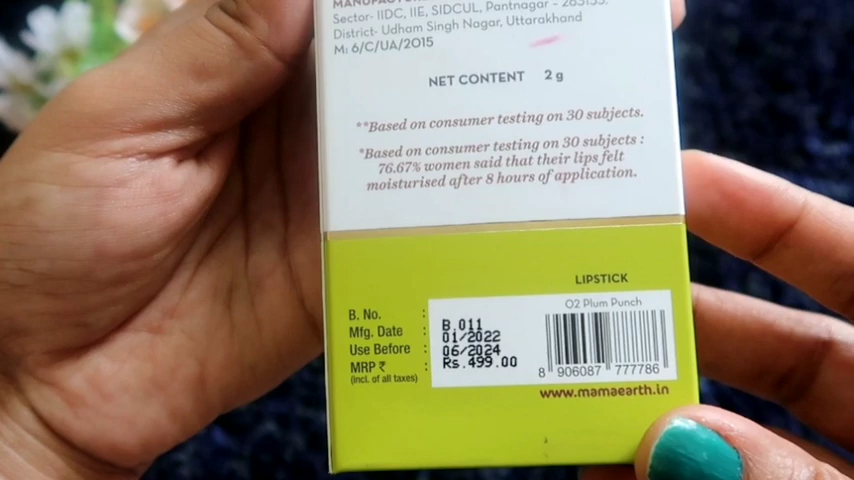 MANUFACTURE
Sector- IIDC, IIE, SIDCUL, Pantnagar - 263153.
District- Udham Singh Nagar, Uttarakhand
M: 6/C/UA/2015
NET CONTENT 2 g
**Based on consumer testing on 30 subjects.
*Based on consumer testing on 30 subjects :
76.67% women said that their lips felt
moisturised after 8 hours of application.
LIPSTICK
02 Plum Punch
B. No. : B.011
Mfg. Date : 01/2022
Use Before : 06/2024
MRP ₹ : Rs.499.00
(incl. of all taxes)
8 906087 777786
www.mamaearth.in